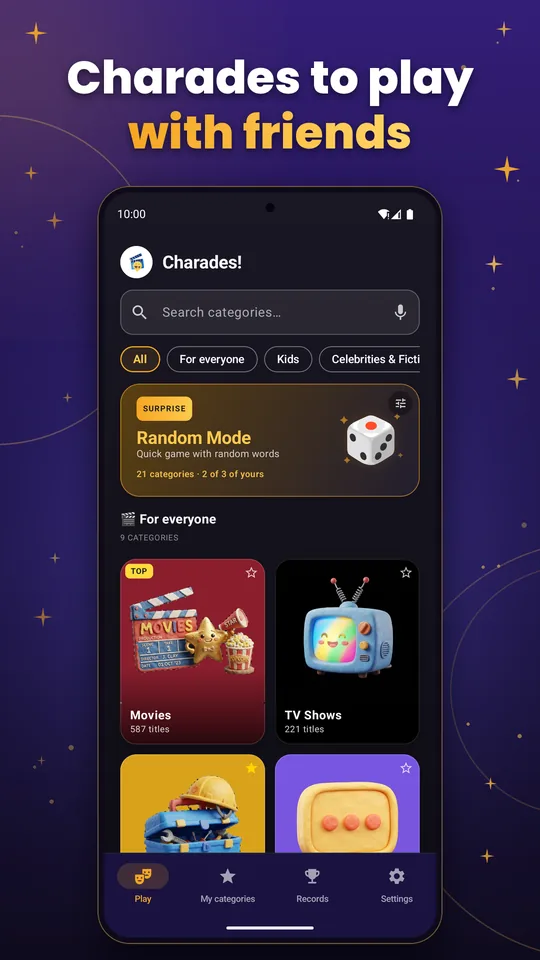 Charades to play
with friends
10:00
Charades!
Search categories...
All
For everyone
Kids
Celebrities & Ficti
SURPRISE
Random Mode
Quick game with random words
21 categories · 2 of 3 of yours
For everyone
9 CATEGORIES
TOP
MOVIES
Movies
587 titles
TV Shows
221 titles
Play
My categories
Records
Settings